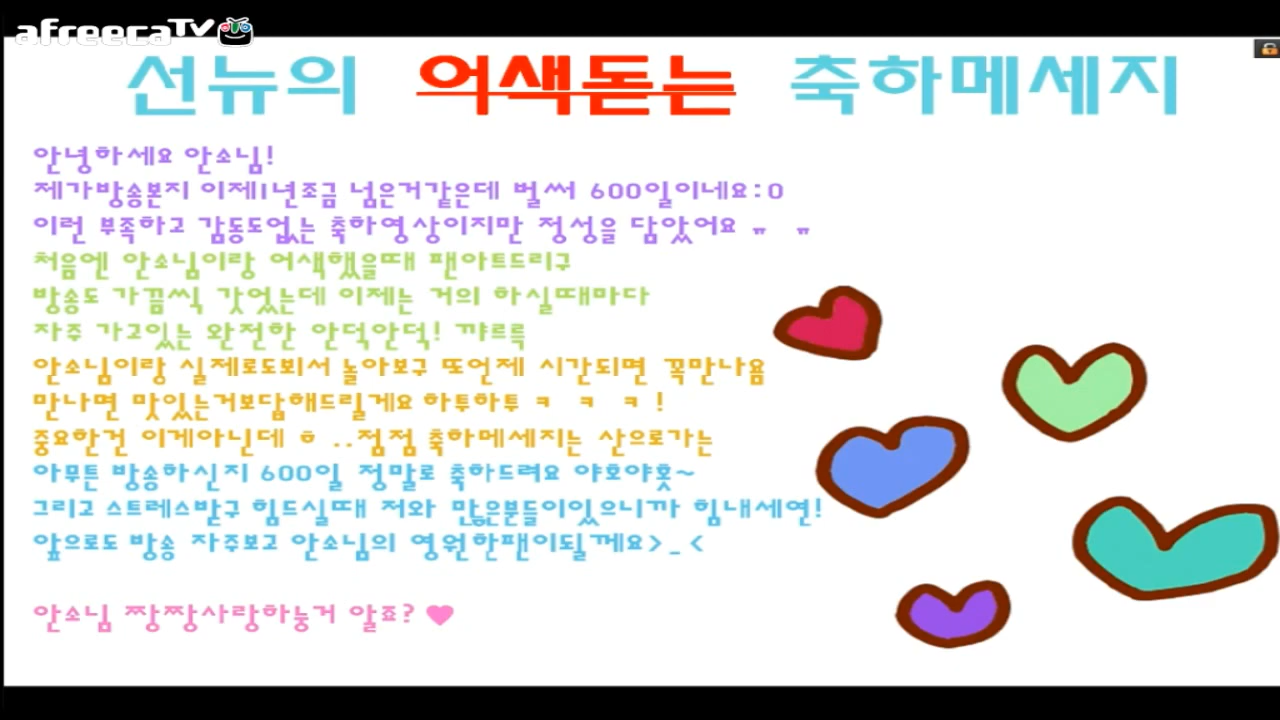 afreecaTV
선뉴의 어색돋는 축하메세지
안녕하세요 안소님!
제가방송본지 이제1년조금 넘은거같은데 벌써 600일이네요:O
이런 부족하고 감동도없는 축하영상이지만 정성을 담았어요 ㅠ ㅠ
처음엔 안소님이랑 어색했을때 팬아트드리구
방송도 가끔씩 갓었는데 이제는 거의 하실때마다
자주 가고있는 완전한 안덕안덕! 꺄르륵
안소님이랑 실제로도봐서 놀아보구 또언제 시간되면 꼭만나욤
만나면 맛있는거보담해드릴게요 하투하투 ㅋ ㅋ ㅋ !
중요한건 이게아닌데 ㅎ ..점점 축하메세지는 산으로가는
아무튼 방송하신지 600일 정말로 축하드려요 야호야홋~
그리고 스트레스받구 힘드실때 저와 많은분들이있으니까 힘내세연!
앞으로도 방송 자주보고 안소님의 영원한팬이될께요>_<
안소님 짱짱사랑하능거 알죠? ♥